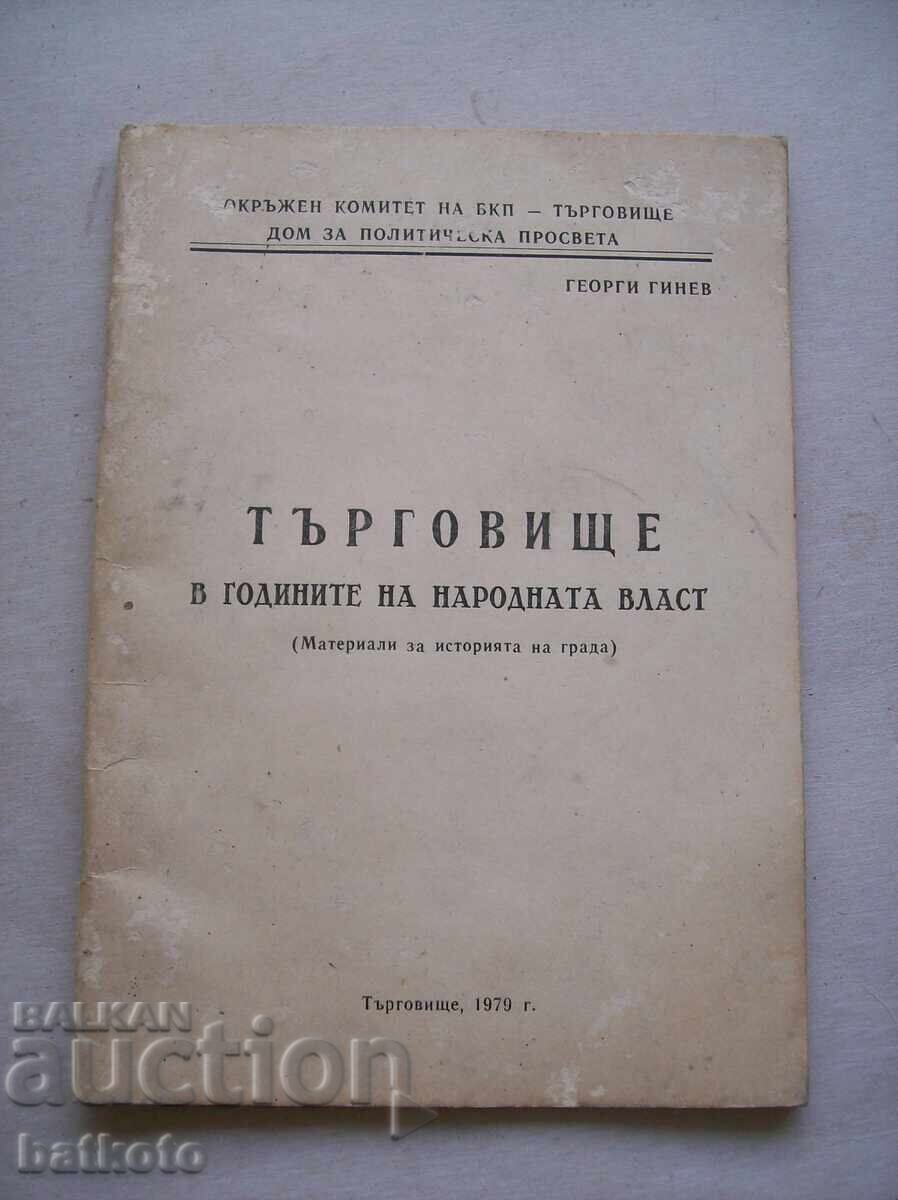 ОКРЪЖЕН КОМИТЕТ НА БКП — ТЪРГОВИЩЕ
ДОМ ЗА ПОЛИТИЧЕСКА ПРОСВЕТА
ГЕОРГИ ГИНЕВ
ТЪРГОВИЩЕ
В ГОДИНИТЕ НА НАРОДНАТА ВЛАСТ
(Материали за историята на града)
Търговище, 1979 г.
BALKAN
auction
batkoto